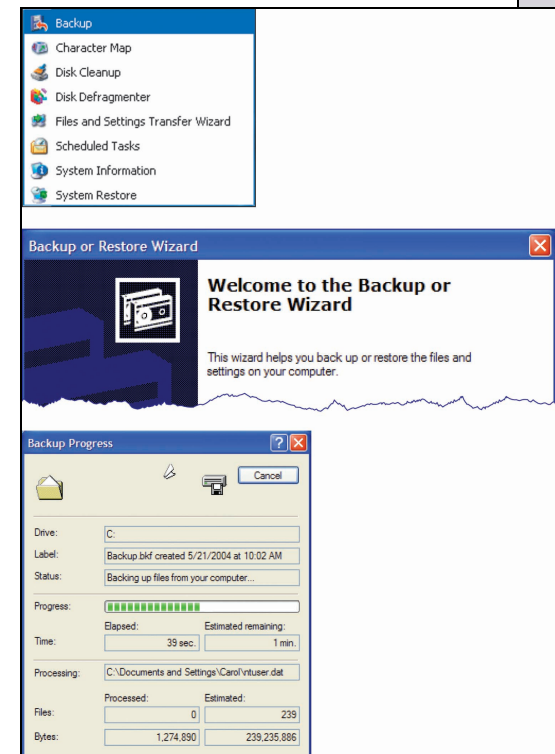 Backup
Character Map
Disk Cleanup
Disk Defragmenter
Files and Settings Transfer Wizard
Scheduled Tasks
System Information
System Restore
Backup or Restore Wizard
Welcome to the Backup or
Restore Wizard
This wizard helps you back up or restore the files and
settings on your computer.
Backup Progress
Cancel
Drive: C:
Label: Backup.bkf created 5/21/2004 at 10:02 AM
Status: Backing up files from your computer...
Progress:
Elapsed: Estimated remaining:
Time: 39 sec. 1 min.
Processing: C:\Documents and Settings\Carol\ntuser.dat
Processed: Estimated:
Files: 0 239
Bytes: 1,274,890 239,235,886